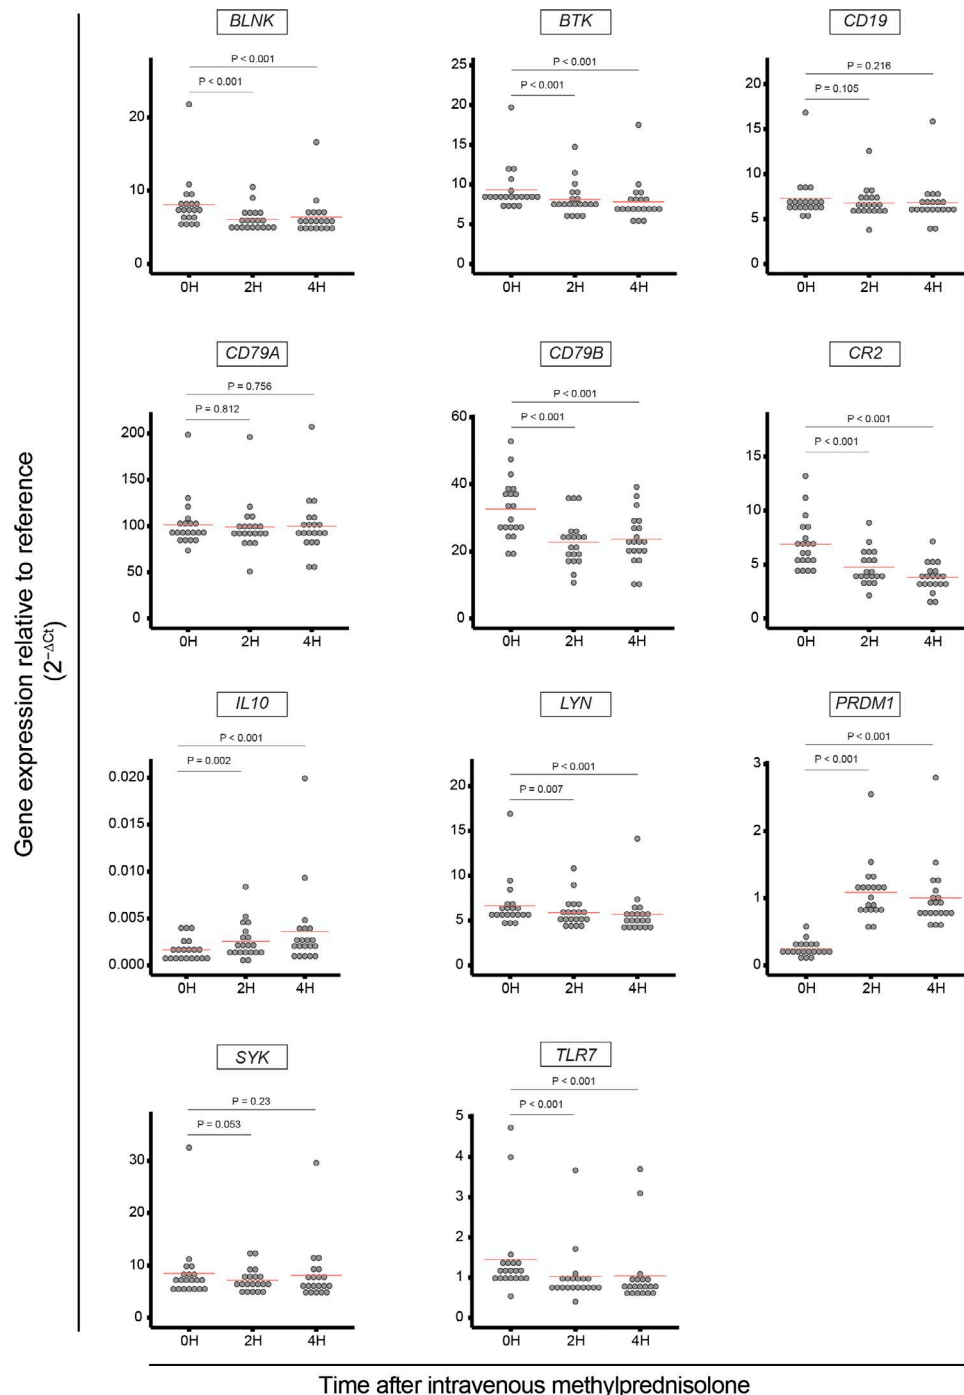 Gene expression relative to reference
(2^−ΔCt)
BLNK
P < 0.001
P < 0.001
20
10
0
0H 2H 4H
BTK
P < 0.001
P < 0.001
25
20
15
10
5
0
0H 2H 4H
CD19
P = 0.216
P = 0.105
20
15
10
5
0
0H 2H 4H
CD79A
P = 0.756
P = 0.812
200
150
100
50
0
0H 2H 4H
CD79B
P < 0.001
P < 0.001
60
40
20
0
0H 2H 4H
CR2
P < 0.001
P < 0.001
15
10
5
0
0H 2H 4H
IL10
P < 0.001
P = 0.002
0.020
0.015
0.010
0.005
0.000
0H 2H 4H
LYN
P < 0.001
P = 0.007
20
15
10
5
0
0H 2H 4H
PRDM1
P < 0.001
P < 0.001
3
2
1
0
0H 2H 4H
SYK
P = 0.23
P = 0.053
30
20
10
0
0H 2H 4H
TLR7
P < 0.001
P < 0.001
5
4
3
2
1
0
0H 2H 4H
Time after intravenous methylprednisolone